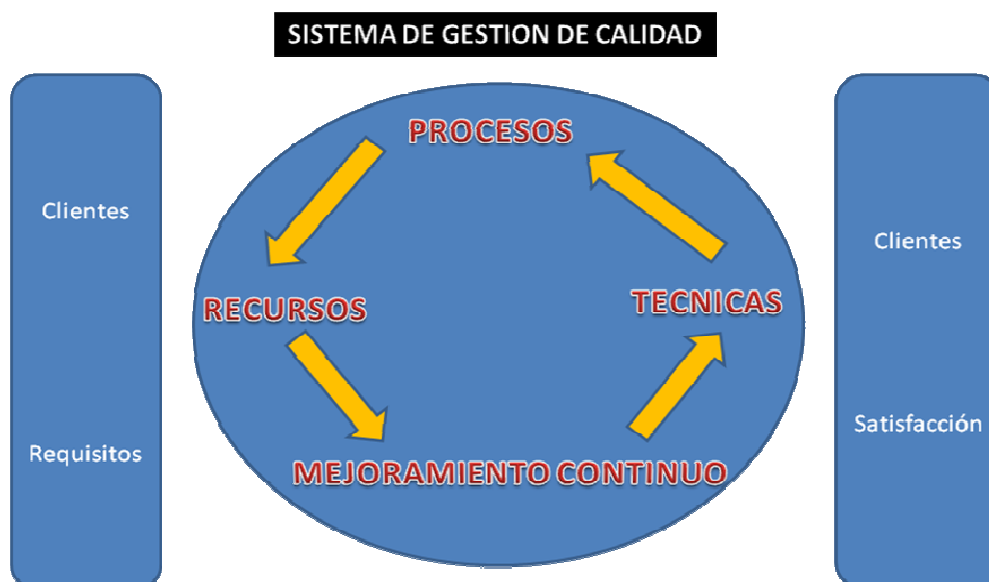 SISTEMA DE GESTION DE CALIDAD
Clientes
Requisitos
PROCESOS
RECURSOS
TECNICAS
MEJORAMIENTO CONTINUO
Clientes
Satisfacción